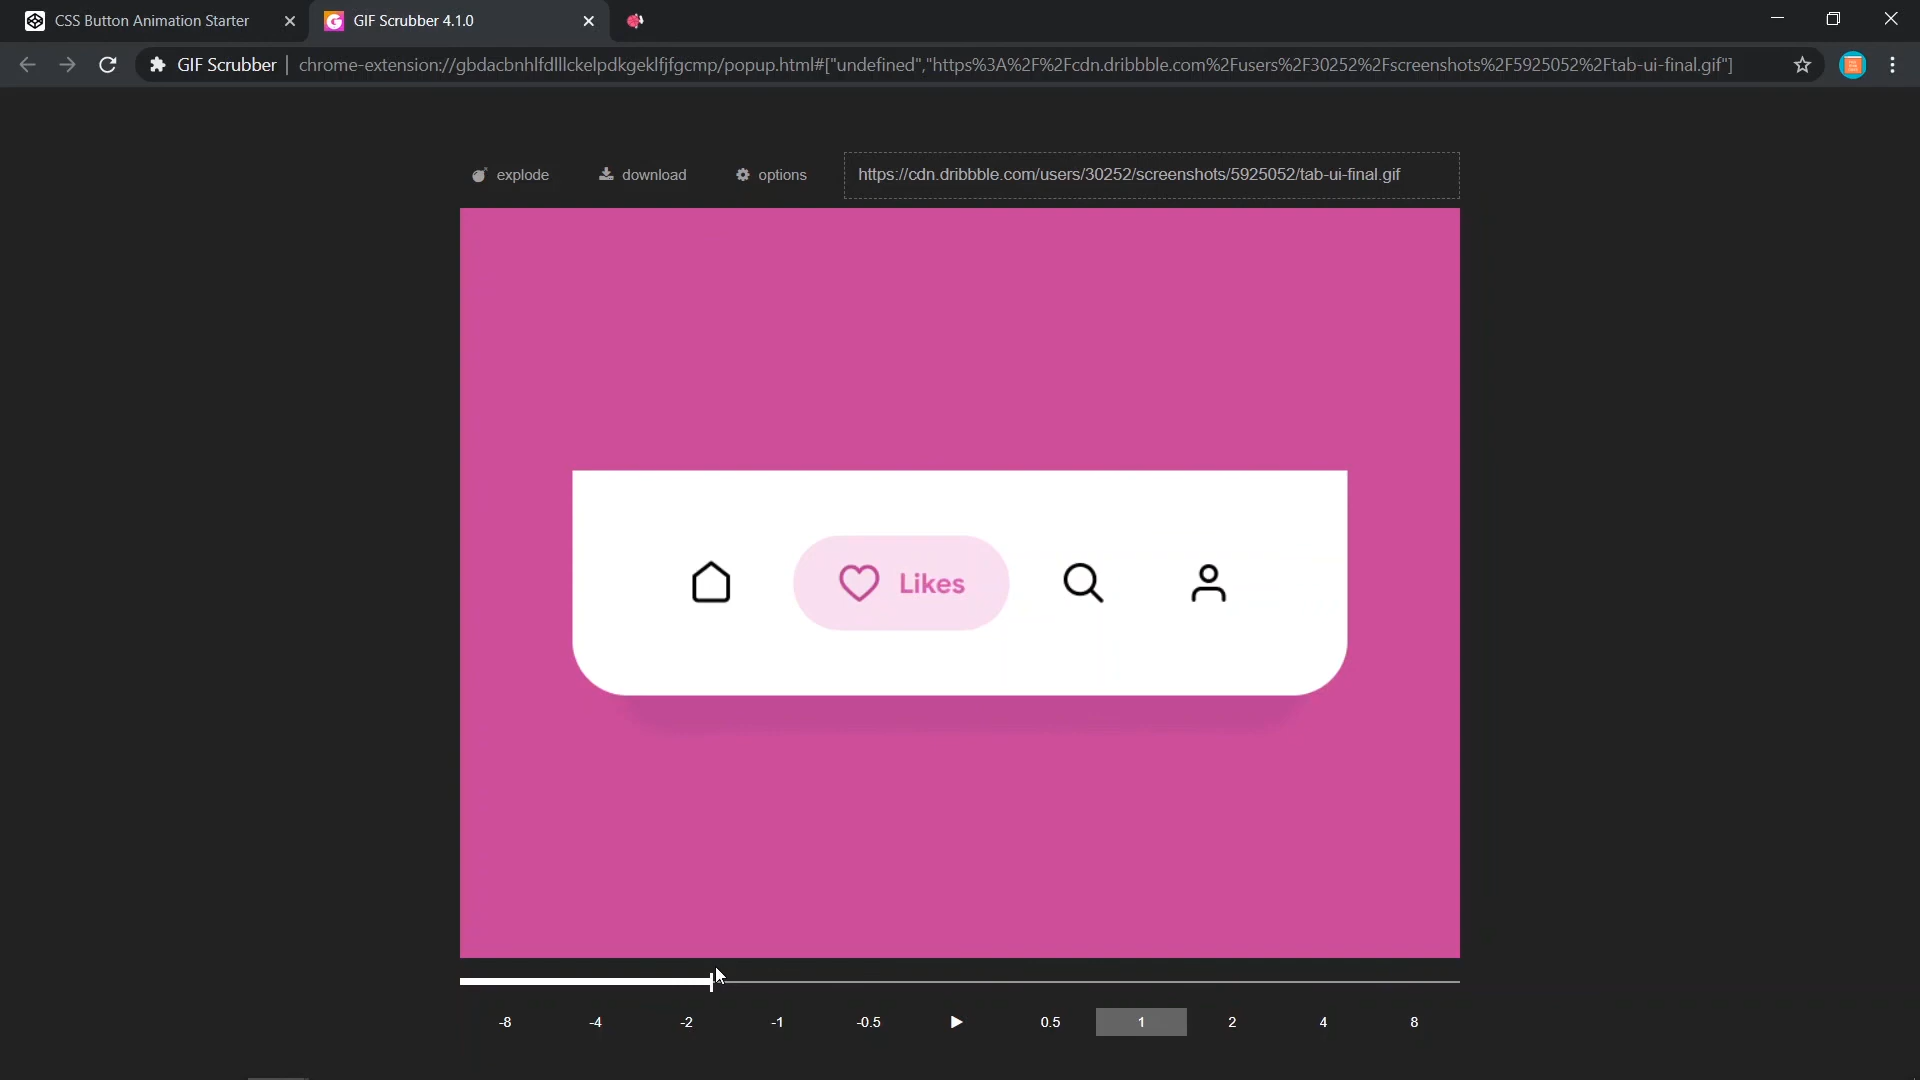 CSS Button Animation Starter
GIF Scrubber 4.1.0
GIF Scrubber | chrome-extension://gbdacbnhlfdlllckelpdkgeklfjfgcmp/popup.html#["undefined","https%3A%2F%2Fcdn.dribbble.com%2Fusers%2F30252%2Fscreenshots%2F5925052%2Ftab-ui-final.gif"]
explode download options https://cdn.dribbble.com/users/30252/screenshots/5925052/tab-ui-final.gif
Likes
-8 -4 -2 -1 -0.5 0.5 1 2 4 8